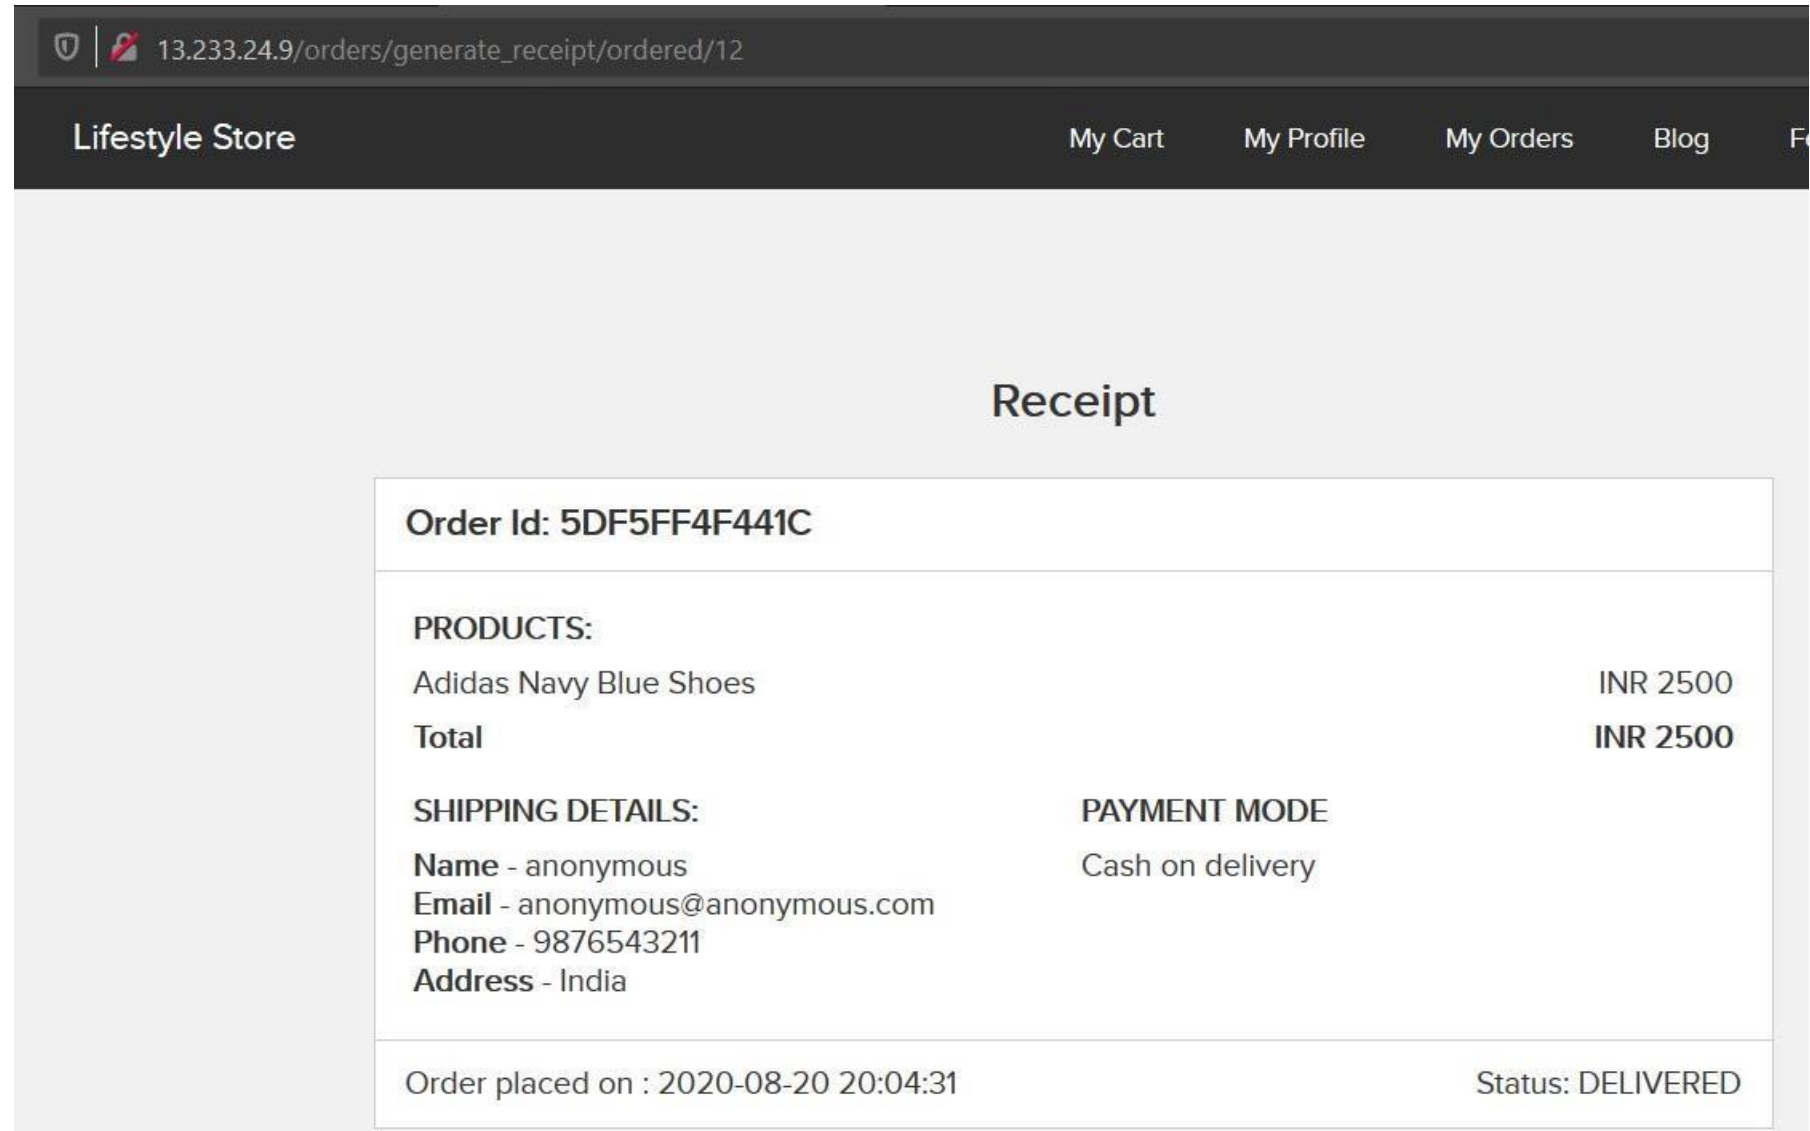 13.233.24.9/orders/generate_receipt/ordered/12
Lifestyle Store My Cart My Profile My Orders Blog
Receipt
Order Id: 5DF5FF4F441C
PRODUCTS:
Adidas Navy Blue Shoes INR 2500
Total INR 2500
SHIPPING DETAILS: PAYMENT MODE
Name - anonymous Cash on delivery
Email - anonymous@anonymous.com
Phone - 9876543211
Address - India
Order placed on : 2020-08-20 20:04:31 Status: DELIVERED